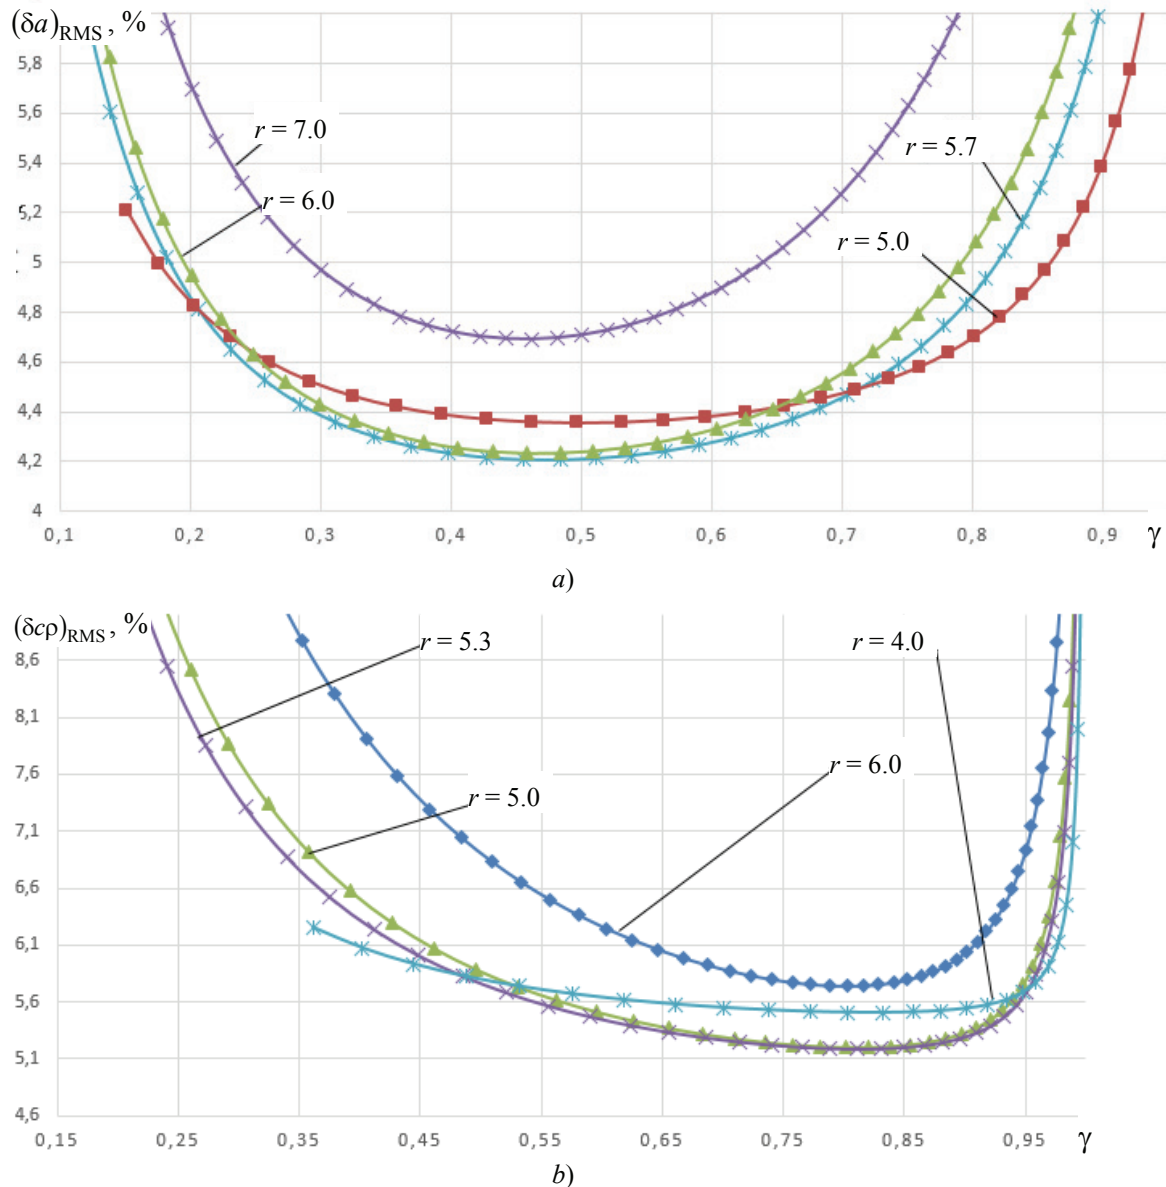 (δa)RMS , %
5,8
5,6
5,4
5,2
5
4,8
4,6
4,4
4,2
4
r = 7.0
r = 6.0
r = 5.7
r = 5.0
0,1 0,2 0,3 0,4 0,5 0,6 0,7 0,8 0,9 γ
a)
(δcρ)RMS , %
8,6
8,1
7,6
7,1
6,6
6,1
5,6
5,1
4,6
r = 5.3
r = 4.0
r = 6.0
r = 5.0
0,15 0,25 0,35 0,45 0,55 0,65 0,75 0,85 0,95 γ
b)